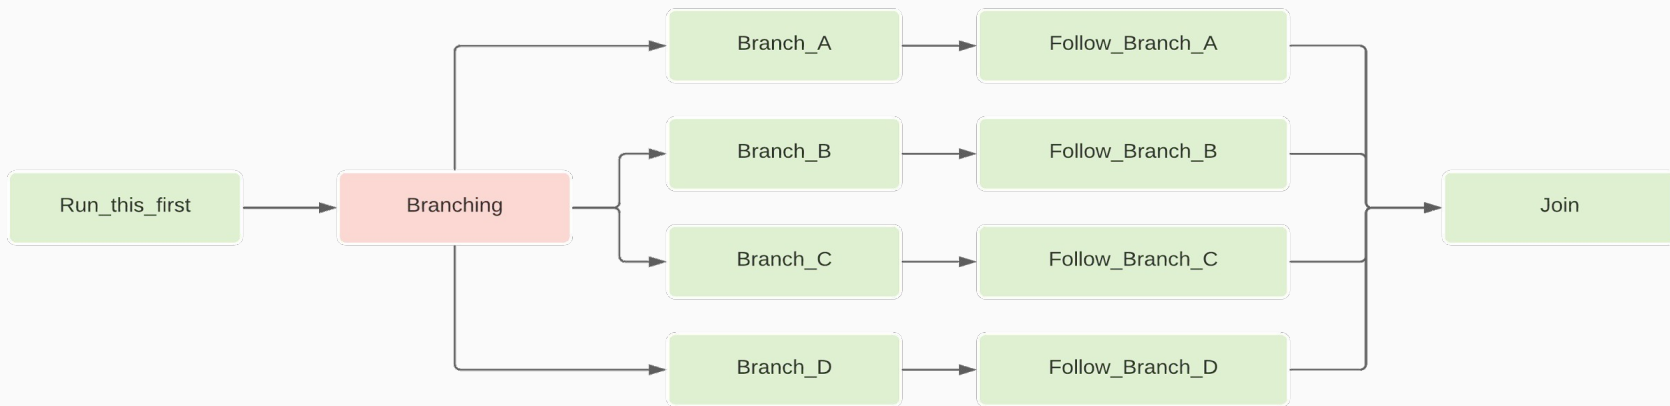 Run_this_first
Branching
Branch_A
Follow_Branch_A
Branch_B
Follow_Branch_B
Branch_C
Follow_Branch_C
Branch_D
Follow_Branch_D
Join